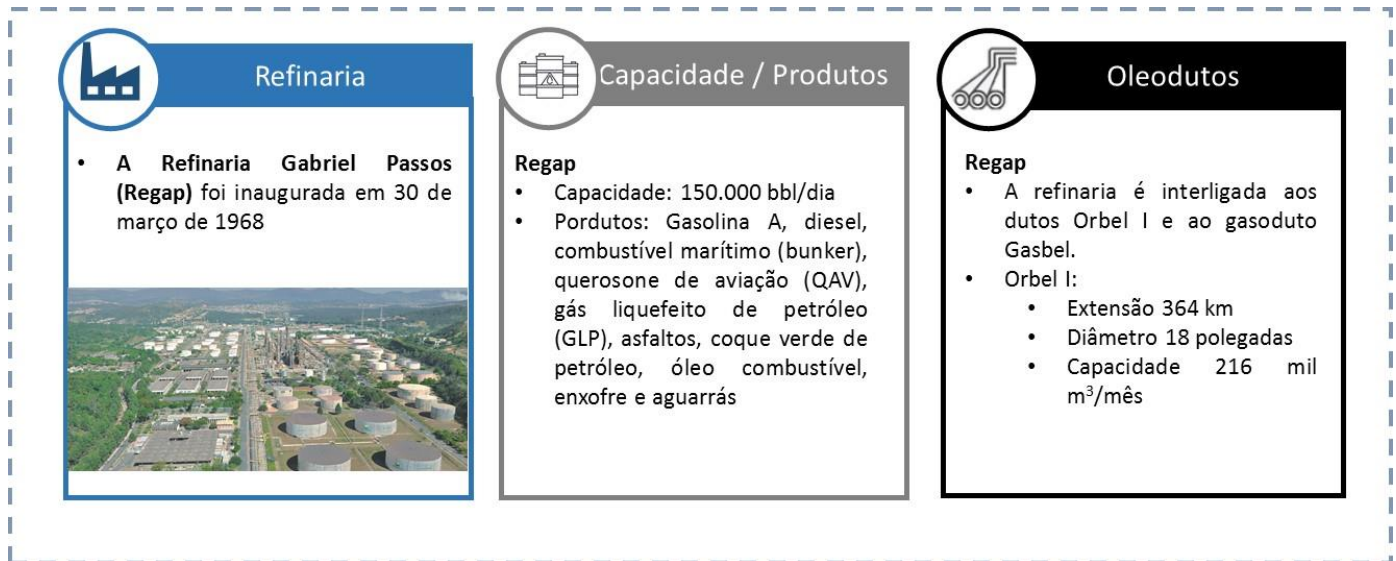 Refinaria
• A Refinaria Gabriel Passos
(Regap) foi inaugurada em 30 de
março de 1968
Capacidade / Produtos
Regap
• Capacidade: 150.000 bbl/dia
• Pordutos: Gasolina A, diesel,
combustível marítimo (bunker),
querosone de aviação (QAV),
gás liquefeito de petróleo
(GLP), asfaltos, coque verde de
petróleo, óleo combustível,
enxofre e aguarrás
Oleodutos
Regap
• A refinaria é interligada aos
dutos Orbel I e ao gasoduto
Gasbel.
• Orbel I:
• Extensão 364 km
• Diâmetro 18 polegadas
• Capacidade 216 mil
m³/mês